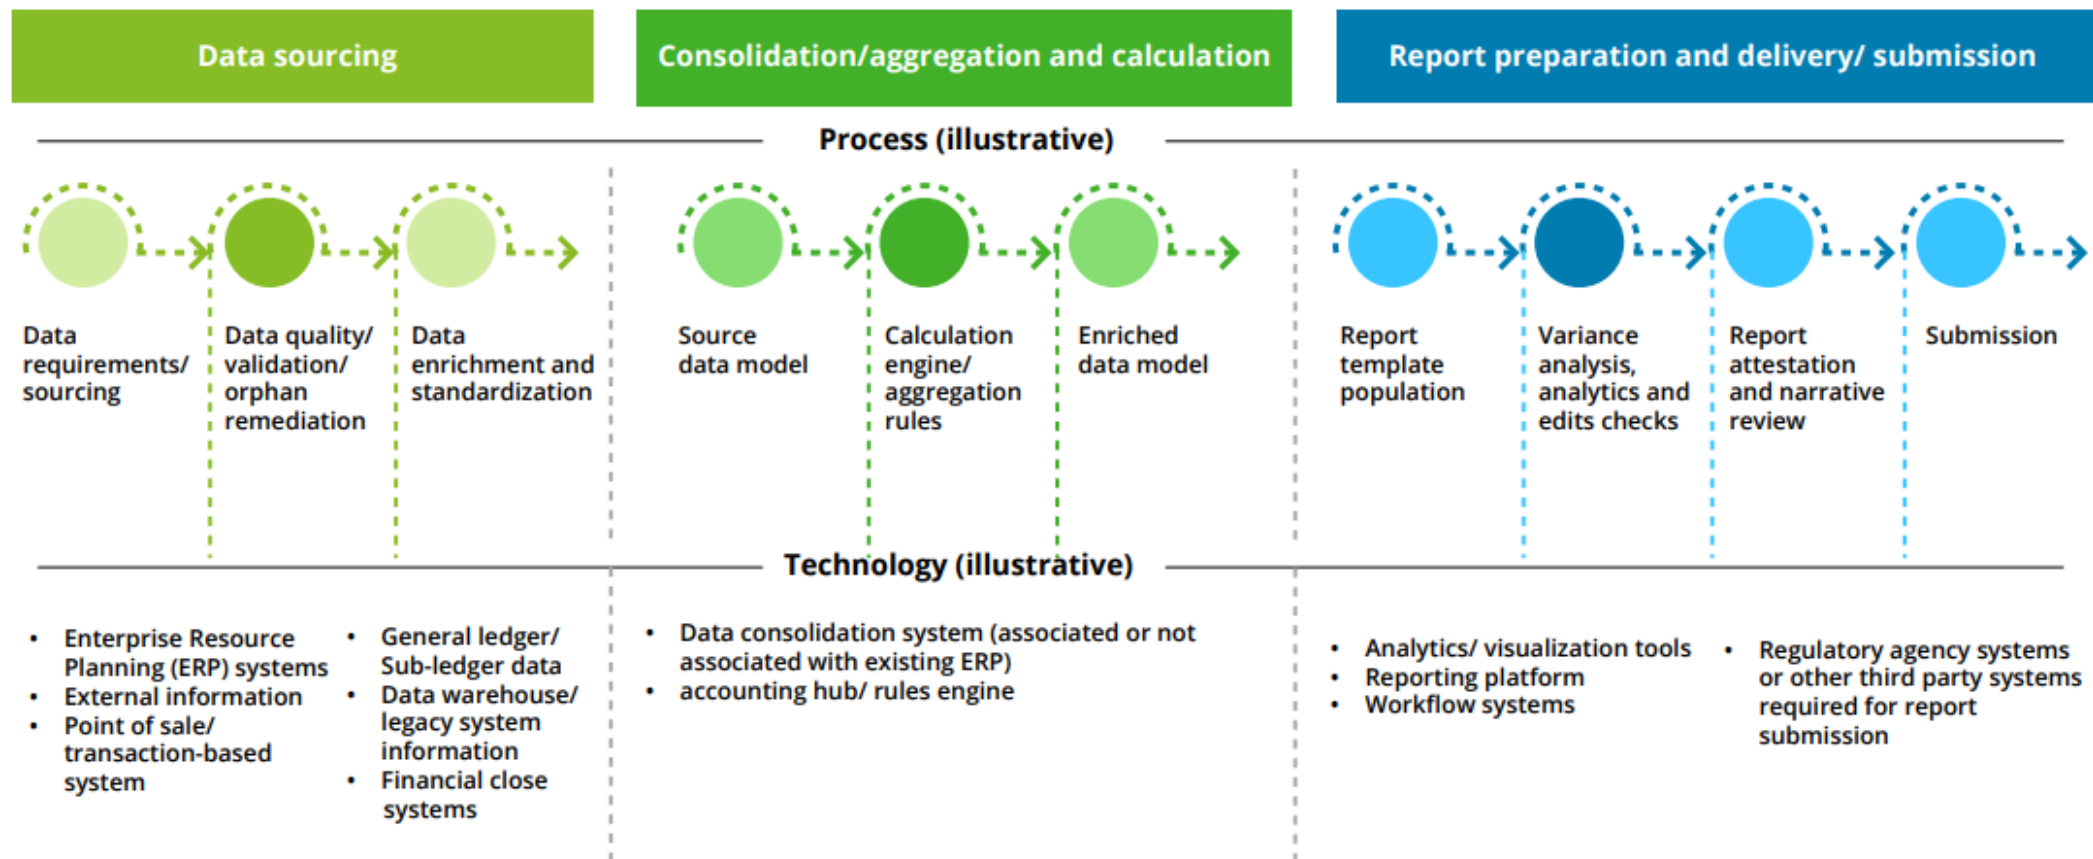 Data sourcing
Consolidation/aggregation and calculation
Report preparation and delivery/ submission
Process (illustrative)
Data
requirements/
sourcing
Data quality/
validation/
orphan
remediation
Data
enrichment and
standardization
Source
data model
Calculation
engine/
aggregation
rules
Enriched
data model
Report
template
population
Variance
analysis,
analytics and
edits checks
Report
attestation
and narrative
review
Submission
Technology (illustrative)
• Enterprise Resource
Planning (ERP) systems
• External information
• Point of sale/
transaction-based
system
• General ledger/
Sub-ledger data
• Data warehouse/
legacy system
information
• Financial close
systems
• Data consolidation system (associated or not
associated with existing ERP)
• accounting hub/ rules engine
• Analytics/ visualization tools
• Reporting platform
• Workflow systems
• Regulatory agency systems
or other third party systems
required for report
submission